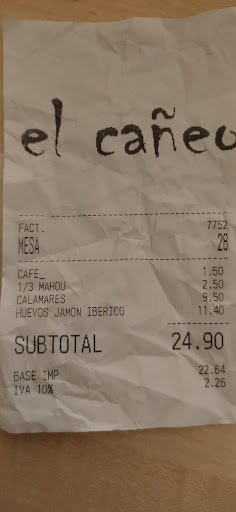 el cañeo
FACT. 7752
MESA 28
CAFE_ 1.50
1/3 MAHOU 2.50
CALAMARES 9.50
HUEVOS JAMON IBERICO 11.40
SUBTOTAL 24.90
BASE IMP 22.64
IVA 10% 2.26